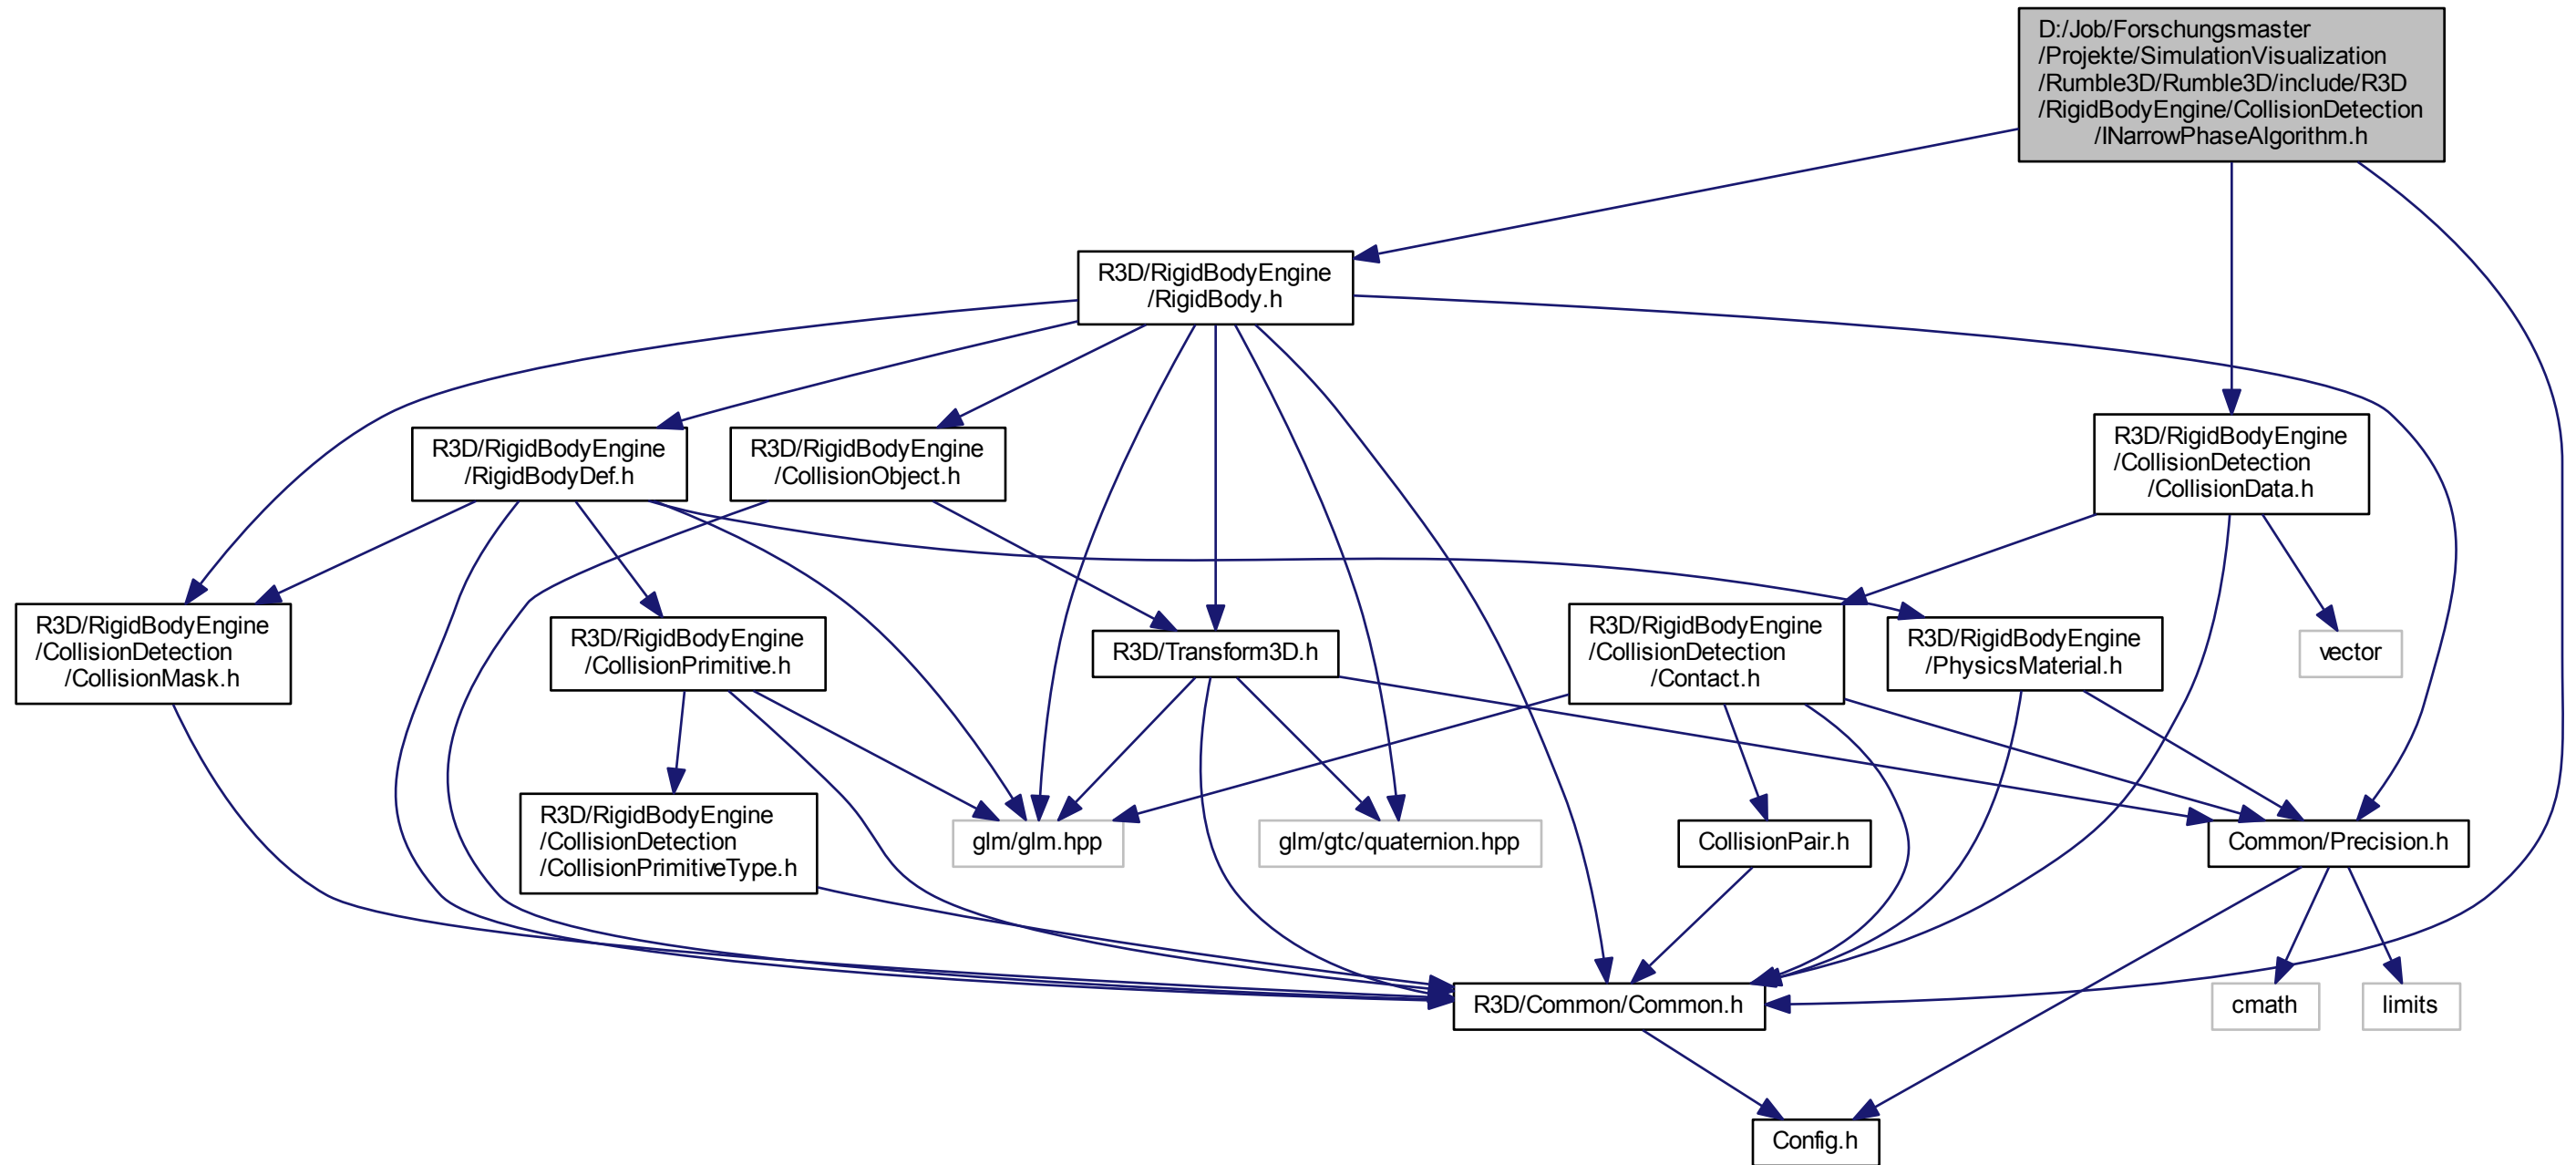 D:/Job/Forschungsmaster
/Projekte/SimulationVisualization
/Rumble3D/Rumble3D/include/R3D
/RigidBodyEngine/CollisionDetection
/INarrowPhaseAlgorithm.h
R3D/RigidBodyEngine
/RigidBody.h
R3D/RigidBodyEngine
/RigidBodyDef.h
R3D/RigidBodyEngine
/CollisionObject.h
R3D/RigidBodyEngine
/CollisionDetection
/CollisionData.h
R3D/RigidBodyEngine
/CollisionDetection
/CollisionMask.h
R3D/RigidBodyEngine
/CollisionPrimitive.h
R3D/Transform3D.h
R3D/RigidBodyEngine
/CollisionDetection
/Contact.h
R3D/RigidBodyEngine
/PhysicsMaterial.h
vector
R3D/RigidBodyEngine
/CollisionDetection
/CollisionPrimitiveType.h
glm/glm.hpp
glm/gtc/quaternion.hpp
CollisionPair.h
Common/Precision.h
R3D/Common/Common.h
cmath
limits
Config.h